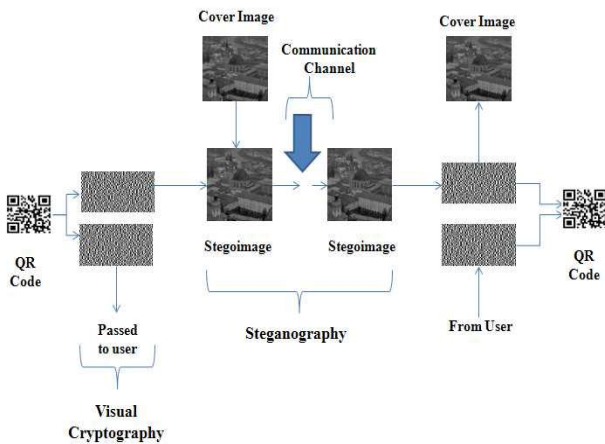 Cover Image
Cover Image
Communication
Channel
QR
Code
Stegoimage
Stegoimage
QR
Code
Steganography
From User
Passed
to user
Visual
Cryptography